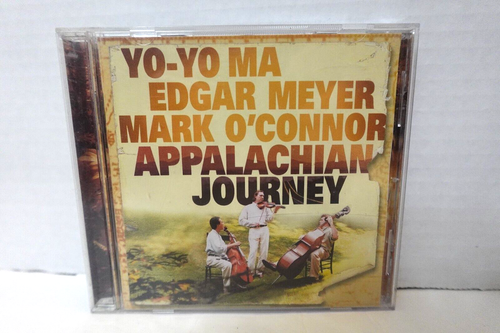 YO-YO MA
EDGAR MEYER
MARK O'CONNOR
APPALACHIAN
JOURNEY